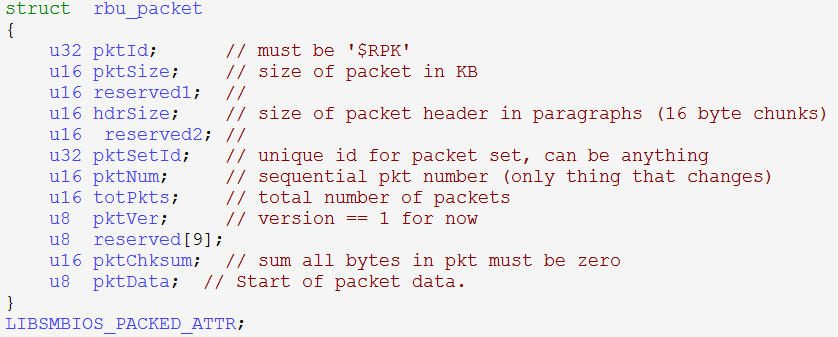 struct  rbu_packet
{
    u32 pktId;      // must be '$RPK'
    u16 pktSize;    // size of packet in KB
    u16 reserved1;  //
    u16 hdrSize;    // size of packet header in paragraphs (16 byte chunks)
    u16  reserved2; //
    u32 pktSetId;   // unique id for packet set, can be anything
    u16 pktNum;     // sequential pkt number (only thing that changes)
    u16 totPkts;    // total number of packets
    u8  pktVer;     // version == 1 for now
    u8  reserved[9];
    u16 pktChksum;  // sum all bytes in pkt must be zero
    u8  pktData;  // Start of packet data.
}
LIBSMBIOS_PACKED_ATTR;